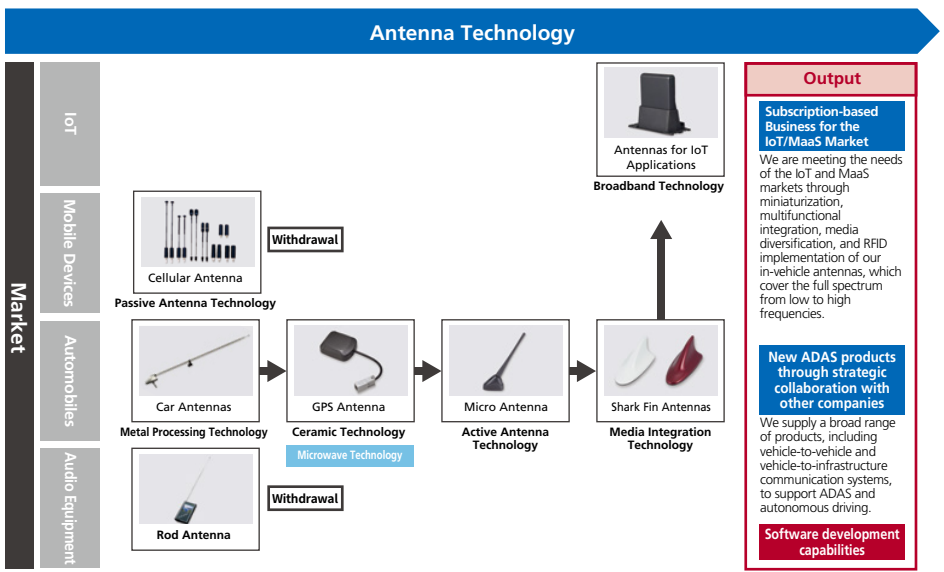 Antenna Technology
Market
IoT
Mobile Devices
Automobiles
Audio Equipment
Antennas for IoT
Applications
Broadband Technology
Cellular Antenna
Passive Antenna Technology
Withdrawal
Car Antennas
Metal Processing Technology
GPS Antenna
Ceramic Technology
Microwave Technology
Micro Antenna
Active Antenna
Technology
Shark Fin Antennas
Media Integration
Technology
Rod Antenna
Withdrawal
Output
Subscription-based
Business for the
IoT/MaaS Market
We are meeting the needs
of the IoT and MaaS
markets through
miniaturization,
multifunctional
integration, media
diversification, and RFID
implementation of our
in-vehicle antennas, which
cover the full spectrum
from low to high
frequencies.
New ADAS products
through strategic
collaboration with
other companies
We supply a broad range
of products, including
vehicle-to-vehicle and
vehicle-to-infrastructure
communication systems,
to support ADAS and
autonomous driving.
Software development
capabilities